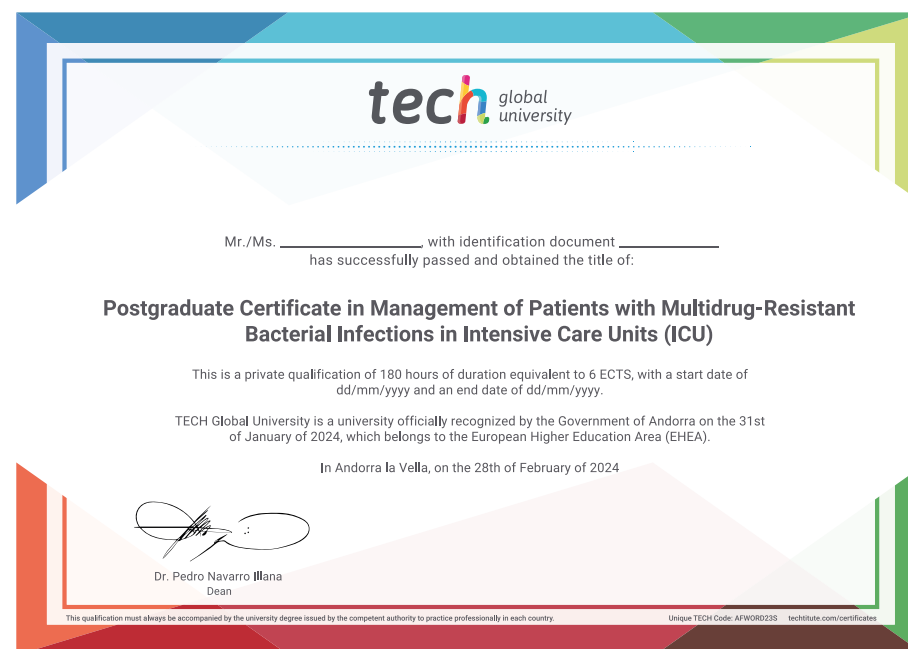 tech global university
Mr./Ms. ____________________, with identification document ______________
has successfully passed and obtained the title of:
Postgraduate Certificate in Management of Patients with Multidrug-Resistant
Bacterial Infections in Intensive Care Units (ICU)
This is a private qualification of 180 hours of duration equivalent to 6 ECTS, with a start date of
dd/mm/yyyy and an end date of dd/mm/yyyy.
TECH Global University is a university officially recognized by the Government of Andorra on the 31st
of January of 2024, which belongs to the European Higher Education Area (EHEA).
In Andorra la Vella, on the 28th of February of 2024
Dr. Pedro Navarro Illana
Dean
This qualification must always be accompanied by the university degree issued by the competent authority to practice professionally in each country.
Unique TECH Code: AFWORD23S techtitute.com/certificates